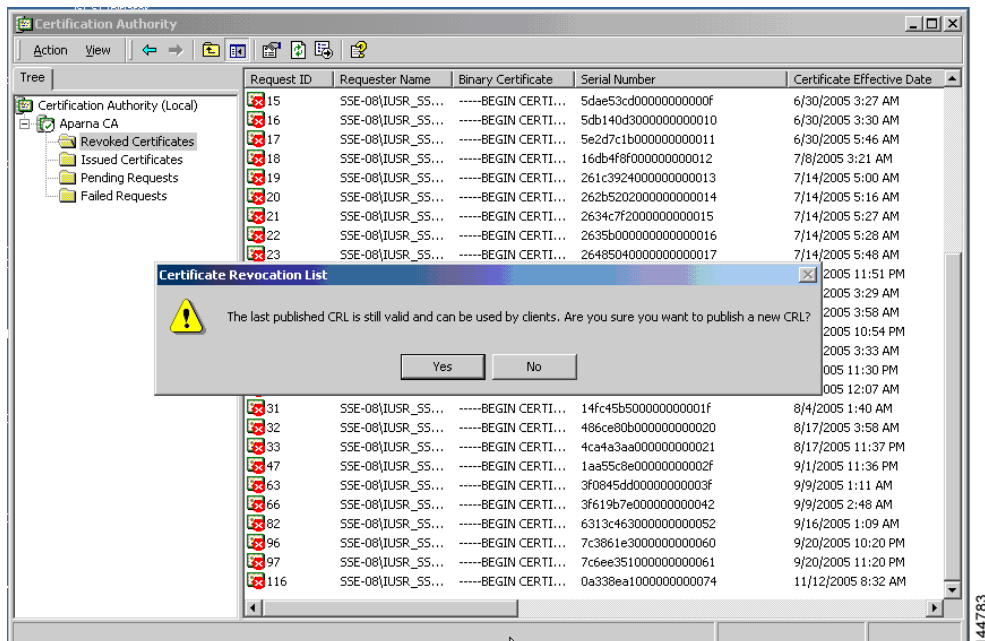 Certification Authority
Action View
Tree
Request ID Requester Name Binary Certificate Serial Number Certificate Effective Date
Certification Authority (Local)
Aparna CA
Revoked Certificates
Issued Certificates
Pending Requests
Failed Requests
15 SSE-08\IUSR_SS... -----BEGIN CERTI... 5dae53cd00000000000f 6/30/2005 3:27 AM
16 SSE-08\IUSR_SS... -----BEGIN CERTI... 5db140d3000000000010 6/30/2005 3:30 AM
17 SSE-08\IUSR_SS... -----BEGIN CERTI... 5e2d7c1b000000000011 6/30/2005 5:46 AM
18 SSE-08\IUSR_SS... -----BEGIN CERTI... 16db4f8f000000000012 7/8/2005 3:21 AM
19 SSE-08\IUSR_SS... -----BEGIN CERTI... 261c3924000000000013 7/14/2005 5:00 AM
20 SSE-08\IUSR_SS... -----BEGIN CERTI... 262b5202000000000014 7/14/2005 5:16 AM
21 SSE-08\IUSR_SS... -----BEGIN CERTI... 2634c7f2000000000015 7/14/2005 5:27 AM
22 SSE-08\IUSR_SS... -----BEGIN CERTI... 2635b000000000000016 7/14/2005 5:28 AM
23 SSE-08\IUSR_SS... -----BEGIN CERTI... 26485040000000000017 7/14/2005 5:48 AM
2005 11:51 PM
2005 3:29 AM
2005 3:58 AM
2005 10:54 PM
2005 3:33 AM
005 11:30 PM
005 12:07 AM
Certificate Revocation List
The last published CRL is still valid and can be used by clients. Are you sure you want to publish a new CRL?
Yes No
31 SSE-08\IUSR_SS... -----BEGIN CERTI... 14fc45b500000000001f 8/4/2005 1:40 AM
32 SSE-08\IUSR_SS... -----BEGIN CERTI... 486ce80b000000000020 8/17/2005 3:58 AM
33 SSE-08\IUSR_SS... -----BEGIN CERTI... 4ca4a3aa000000000021 8/17/2005 11:37 PM
47 SSE-08\IUSR_SS... -----BEGIN CERTI... 1aa55c8e00000000002f 9/1/2005 11:36 PM
63 SSE-08\IUSR_SS... -----BEGIN CERTI... 3f0845dd00000000003f 9/9/2005 1:11 AM
66 SSE-08\IUSR_SS... -----BEGIN CERTI... 3f619b7e000000000042 9/9/2005 2:48 AM
82 SSE-08\IUSR_SS... -----BEGIN CERTI... 6313c463000000000052 9/16/2005 1:09 AM
96 SSE-08\IUSR_SS... -----BEGIN CERTI... 7c3861e3000000000060 9/20/2005 10:20 PM
97 SSE-08\IUSR_SS... -----BEGIN CERTI... 7c6ee351000000000061 9/20/2005 11:20 PM
116 SSE-08\IUSR_SS... -----BEGIN CERTI... 0a338ea1000000000074 11/12/2005 8:32 AM
144783